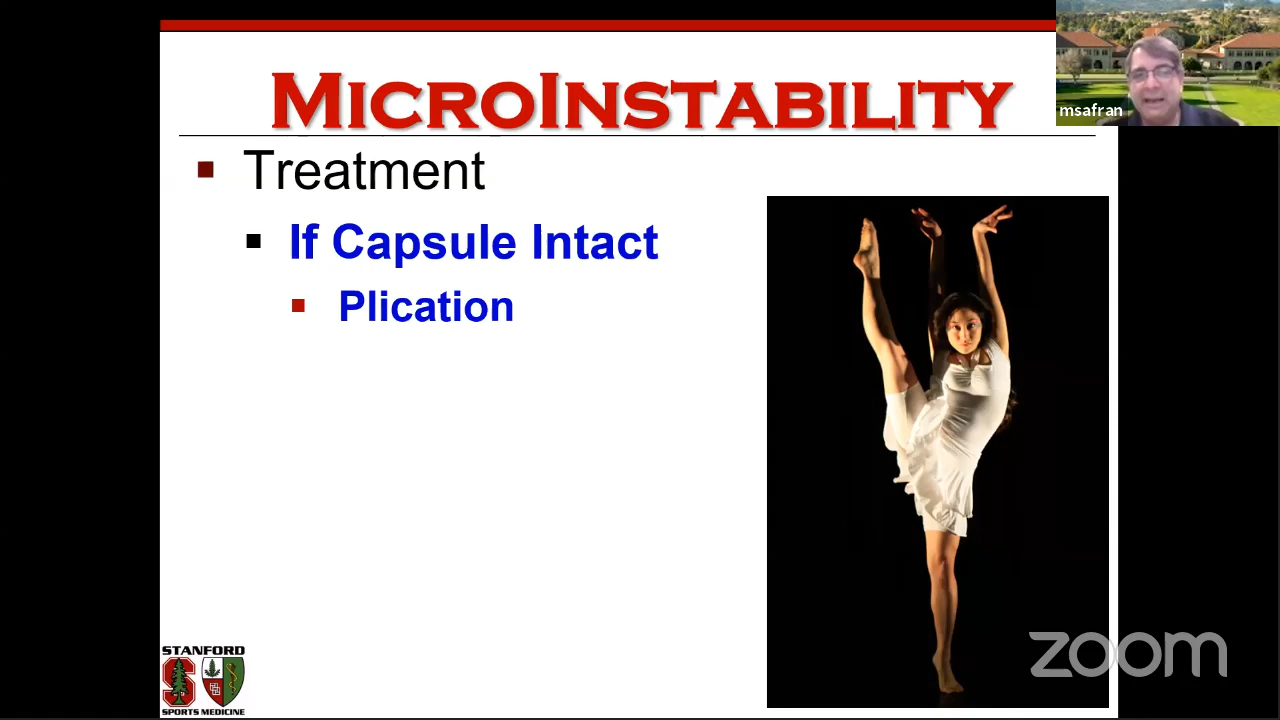 MICROINSTABILITY
msafran
Treatment
If Capsule Intact
Plication
STANFORD
S
SPORTS MEDICINE
zoom